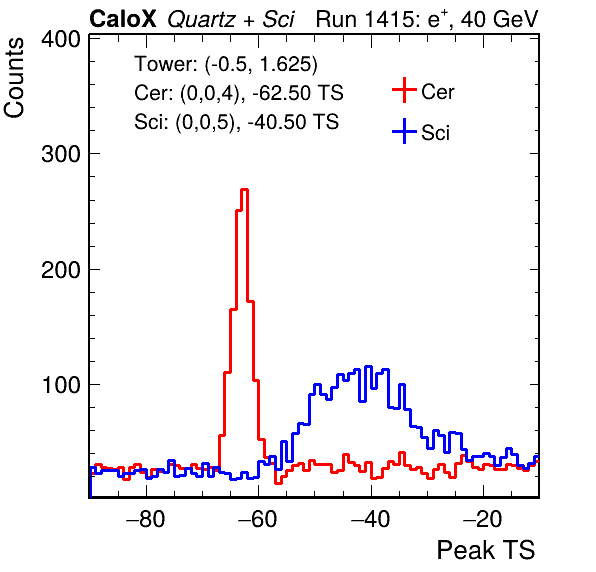 CaloX Quartz + Sci Run 1415: e+, 40 GeV
Counts
400
300
200
100
Tower: (-0.5, 1.625)
Cer: (0,0,4), -62.50 TS
Sci: (0,0,5), -40.50 TS
Cer
Sci
−80 −60 −40 −20
Peak TS